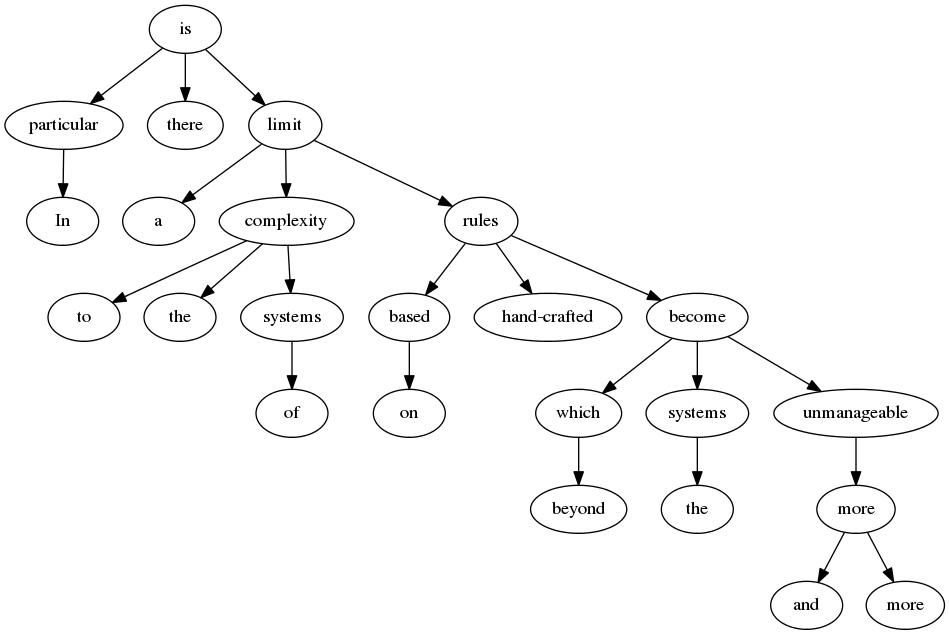 is
particular there limit
In a complexity rules
to the systems based hand-crafted become
of on which systems unmanageable
beyond the more
and more